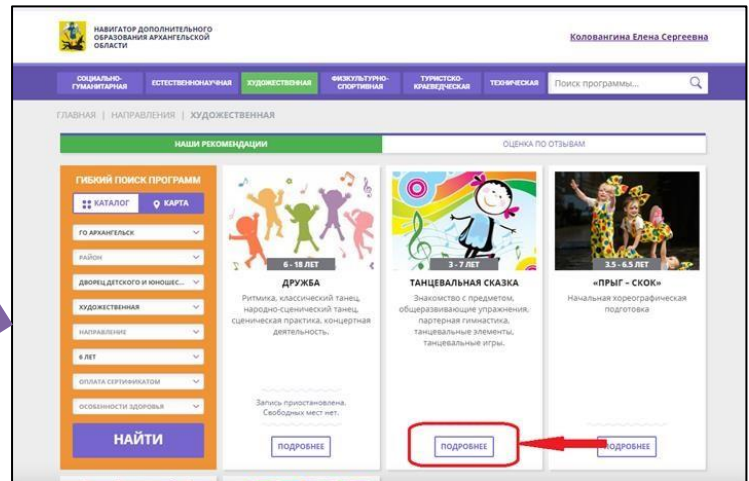 НАВИГАТОР ДОПОЛНИТЕЛЬНОГО
ОБРАЗОВАНИЯ АРХАНГЕЛЬСКОЙ
ОБЛАСТИ
Коловангина Елена Сергеевна
СОЦИАЛЬНО-
ГУМАНИТАРНАЯ
ЕСТЕСТВЕННОНАУЧНАЯ
ХУДОЖЕСТВЕННАЯ
ФИЗКУЛЬТУРНО-
СПОРТИВНАЯ
ТУРИСТСКО-
КРАЕВЕДЧЕСКАЯ
ТЕХНИЧЕСКАЯ
Поиск программы...
ГЛАВНАЯ | НАПРАВЛЕНИЯ | ХУДОЖЕСТВЕННАЯ
НАШИ РЕКОМЕНДАЦИИ
ОЦЕНКА ПО ОТЗЫВАМ
ГИБКИЙ ПОИСК ПРОГРАММ
КАТАЛОГ
КАРТА
ГО АРХАНГЕЛЬСК
РАЙОН
ДВОРЕЦ ДЕТСКОГО И ЮНОШЕС...
ХУДОЖЕСТВЕННАЯ
НАПРАВЛЕНИЕ
6 ЛЕТ
ОПЛАТА СЕРТИФИКАТОМ
ОСОБЕННОСТИ ЗДОРОВЬЯ
НАЙТИ
6 - 18 ЛЕТ
ДРУЖБА
Ритмика, классический танец,
народно-сценический танец,
сценическая практика, концертная
деятельность.
Запись приостановлена.
Свободных мест нет.
ПОДРОБНЕЕ
3 - 7 ЛЕТ
ТАНЦЕВАЛЬНАЯ СКАЗКА
Знакомство с предметом,
общеразвивающие упражнения,
партерная гимнастика,
танцевальные элементы,
танцевальные игры.
ПОДРОБНЕЕ
3.5 - 6.5 ЛЕТ
«ПРЫГ – СКОК»
Начальная хореографическая
подготовка
ПОДРОБНЕЕ